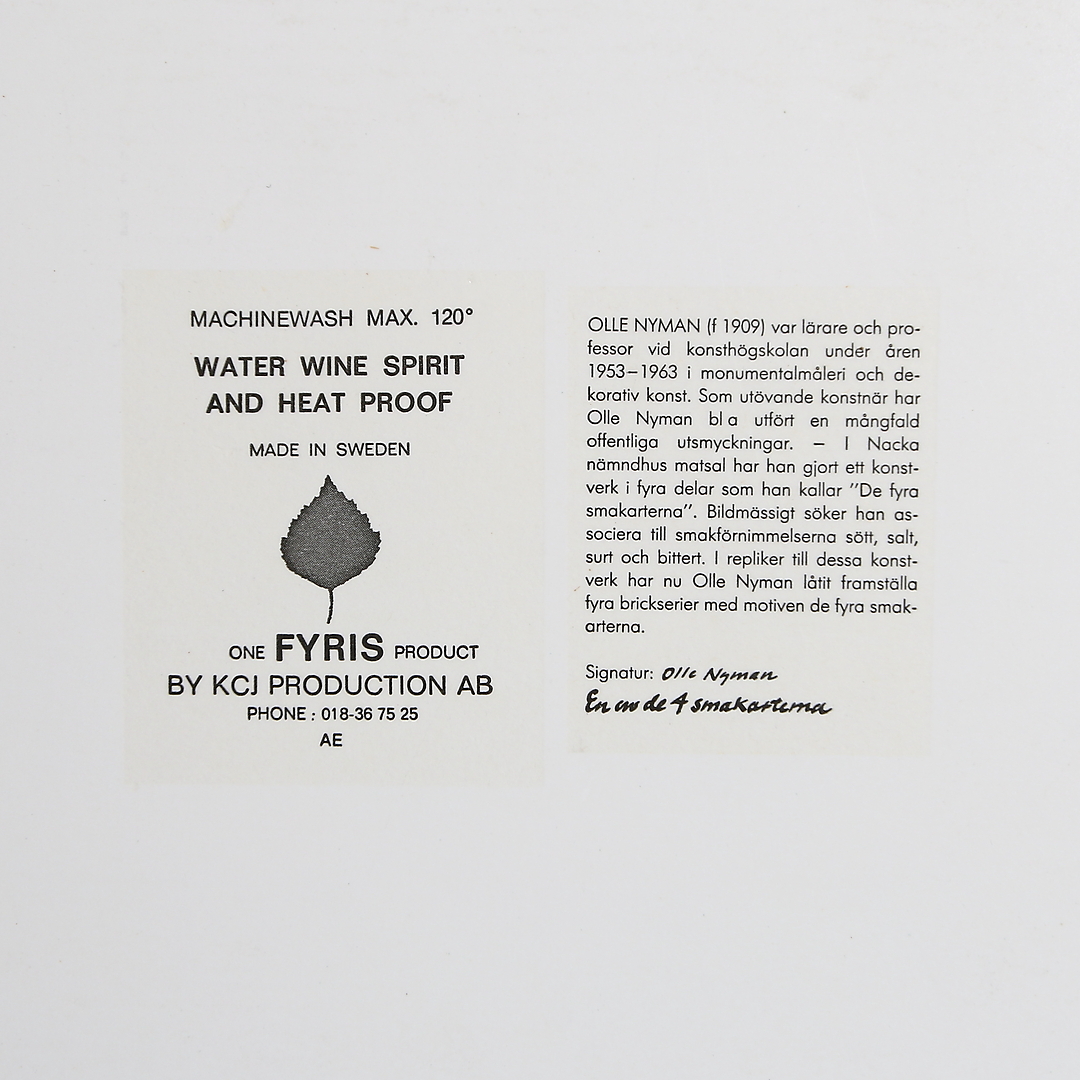 MACHINEWASH MAX. 120°
WATER WINE SPIRIT
AND HEAT PROOF
MADE IN SWEDEN
ONE FYRIS PRODUCT
BY KCJ PRODUCTION AB
PHONE : 018-36 75 25
AE
OLLE NYMAN (f 1909) var lärare och pro-
fessor vid konsthögskolan under åren
1953–1963 i monumentalmåleri och de-
korativ konst. Som utövande konstnär har
Olle Nyman bl a utfört en mångfald
offentliga utsmyckningar. – I Nacka
nämndhus matsal har han gjort ett konst-
verk i fyra delar som han kallar "De fyra
smakarterna". Bildmässigt söker han as-
sociera till smakförnimmelserna sött, salt,
surt och bittert. I repliker till dessa konst-
verk har nu Olle Nyman låtit framställa
fyra brickserier med motiven de fyra smak-
arterna.
Signatur: Olle Nyman
En av de 4 smakarterna